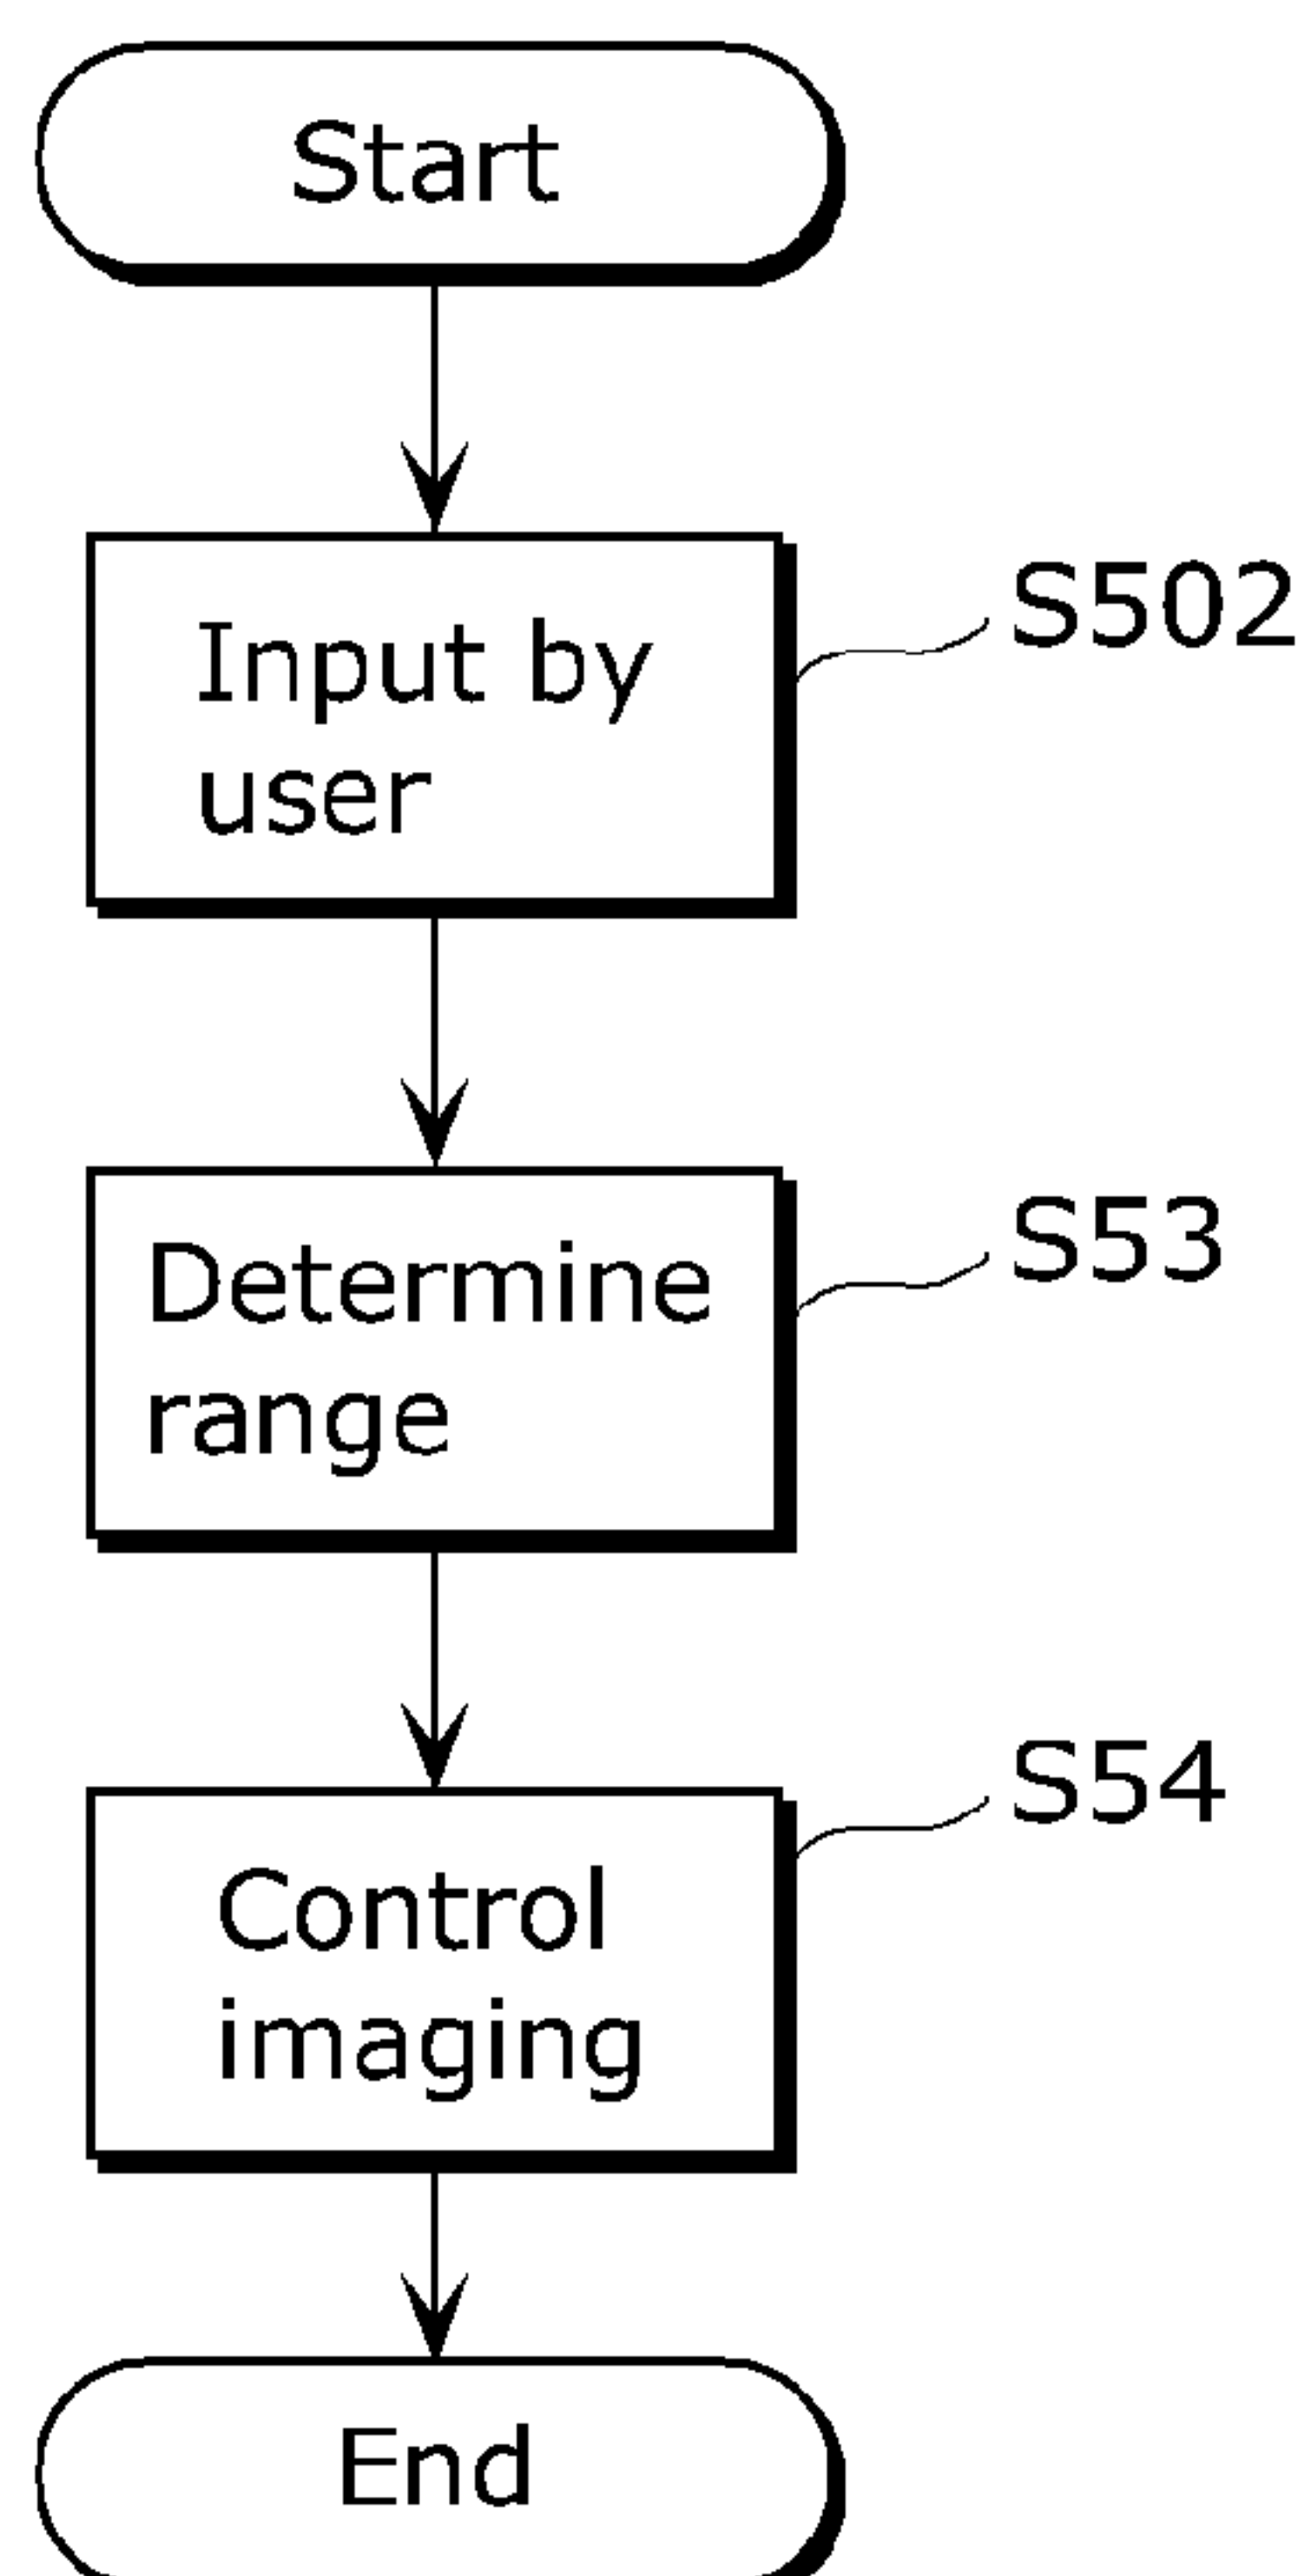 Start
Input by
user
S502
Determine
range
S53
Control
imaging
S54
End